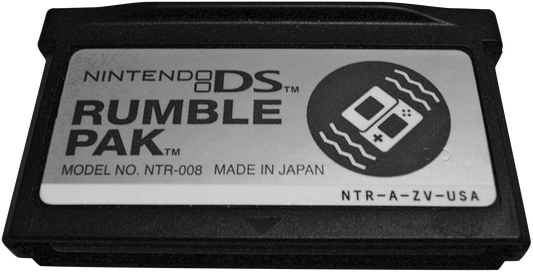 NINTENDO DS™
RUMBLE
PAK™
MODEL NO. NTR-008 MADE IN JAPAN
NTR-A-ZV-USA